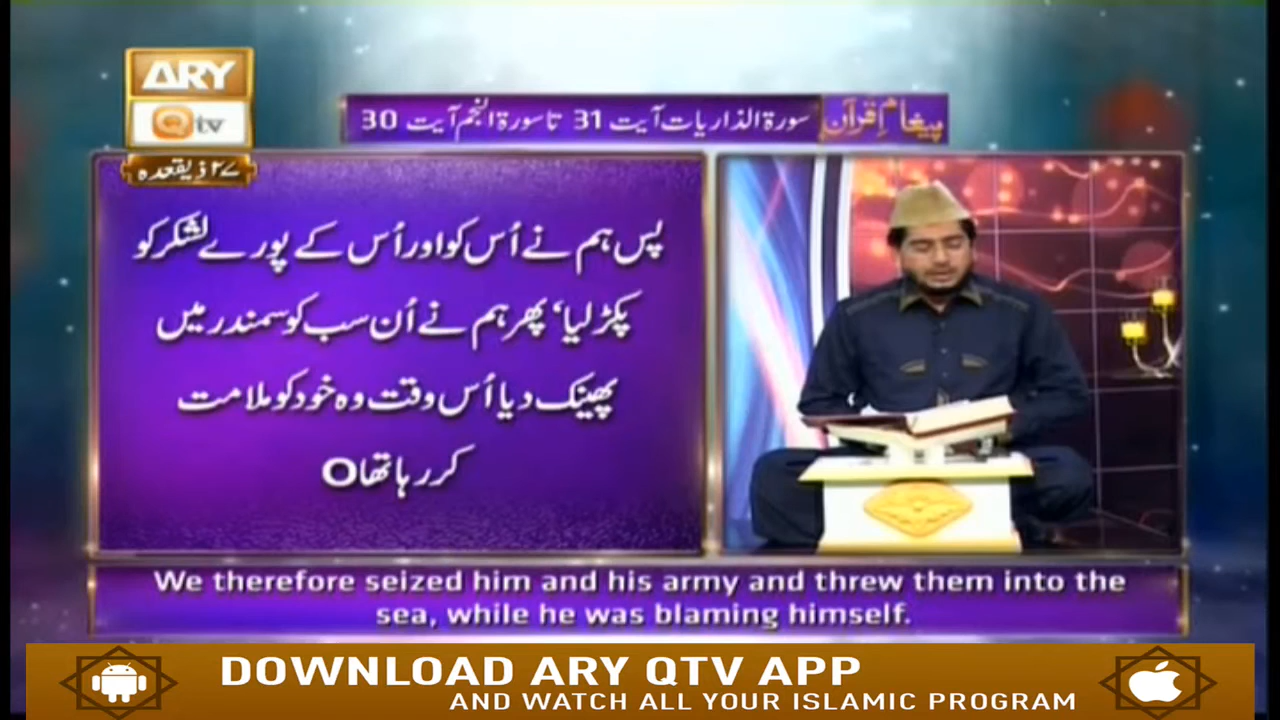 ARY
Qtv
پیغامِ قرآن سورۃ الذاریات آیت 31 تا سورۃ النجم آیت 30
۲۷ ذیقعدہ
پس ہم نے اُس کو اور اُس کے پورے لشکر کو
پکڑ لیا، پھر ہم نے اُن سب کو سمندر میں
پھینک دیا اُس وقت وہ خود کو ملامت
کر رہا تھاO
We therefore seized him and his army and threw them into the
sea, while he was blaming himself.
DOWNLOAD ARY QTV APP
AND WATCH ALL YOUR ISLAMIC PROGRAM